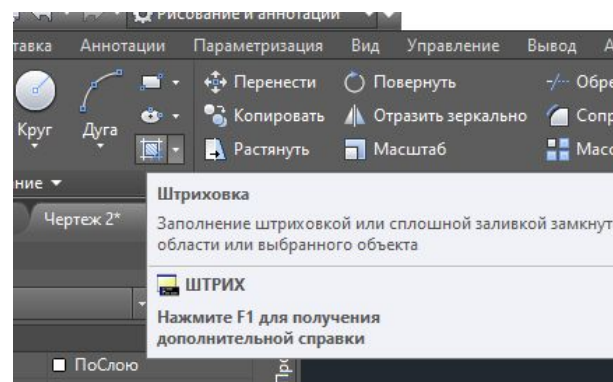 Рисование и аннотации
Аннотации Параметризация Вид Управление Вывод
Перенести Повернуть
Круг Дуга Копировать Отразить зеркально
Растянуть Масштаб
Чертеж 2*
Штриховка
Заполнение штриховкой или сплошной заливкой замкнут
области или выбранного объекта
ШТРИХ
Нажмите F1 для получения
дополнительной справки
ПоСлою